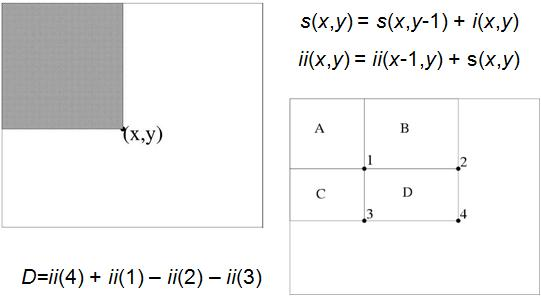 s(x,y) = s(x,y-1) + i(x,y)
ii(x,y) = ii(x-1,y) + s(x,y)
(x,y)
A
B
1
2
C
D
3
4
D=ii(4) + ii(1) – ii(2) – ii(3)